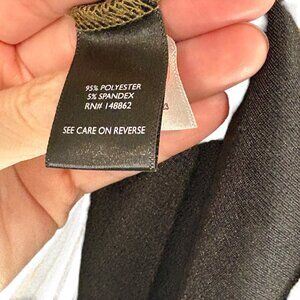 95% POLYESTER
5% SPANDEX
RN# 148862
SEE CARE ON REVERSE